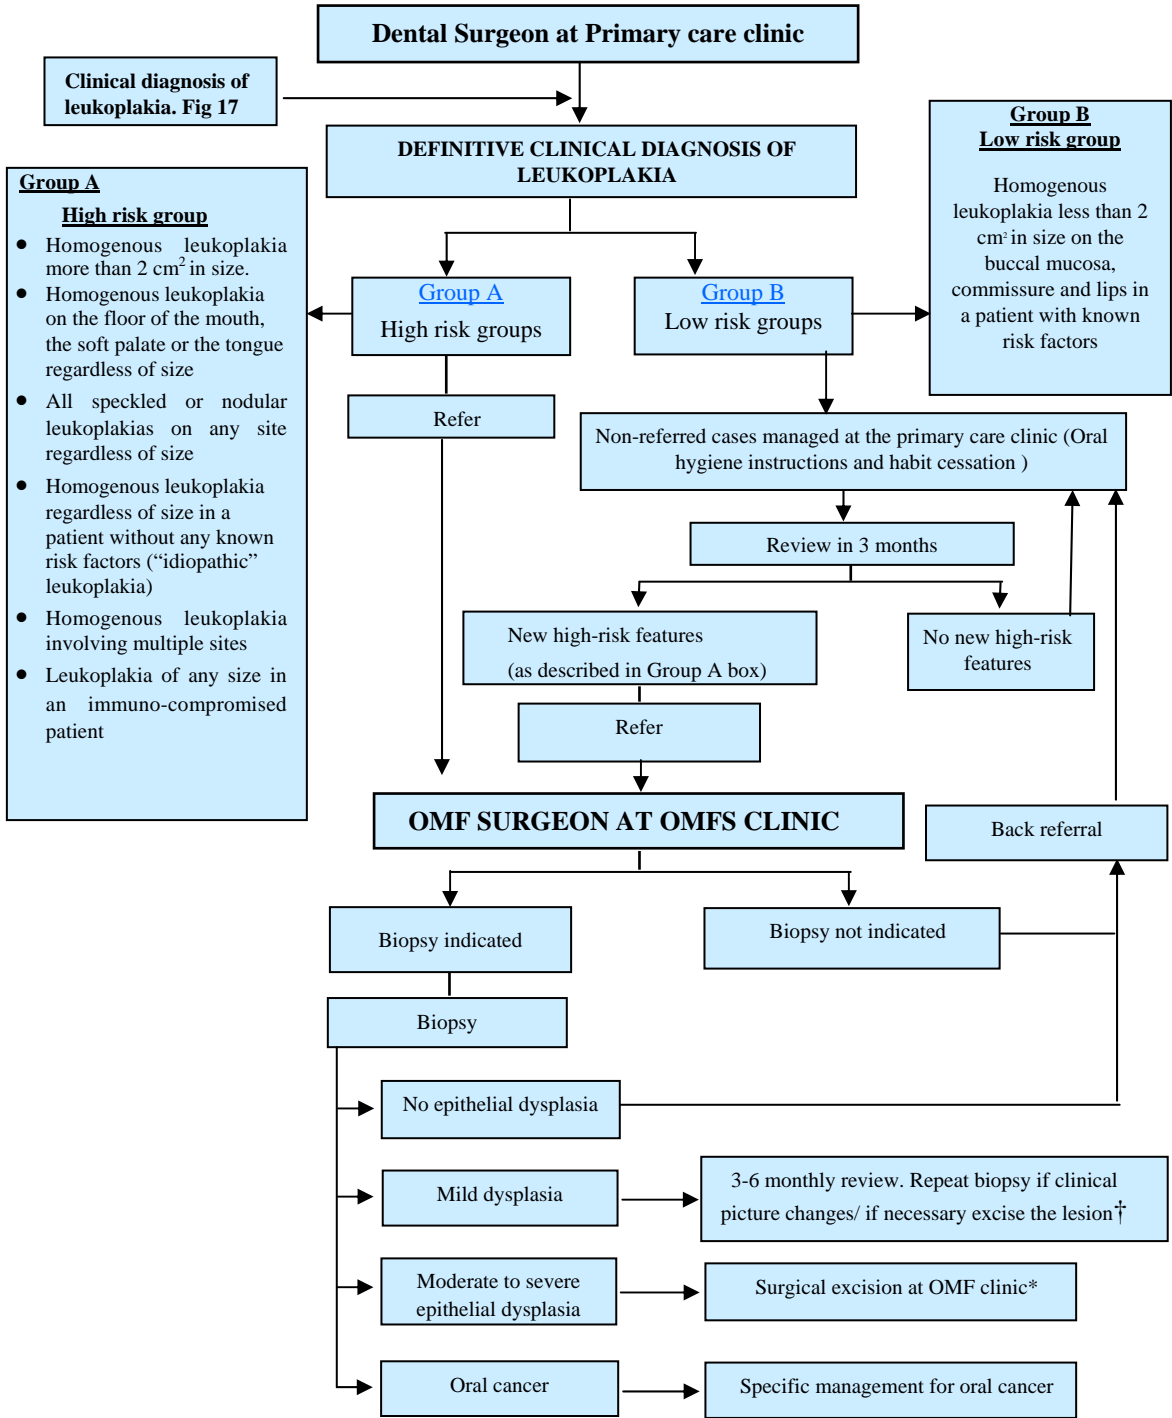 Dental Surgeon at Primary care clinic
Clinical diagnosis of
leukoplakia. Fig 17
DEFINITIVE CLINICAL DIAGNOSIS OF
LEUKOPLAKIA
Group B
Low risk group
Homogenous
leukoplakia less than 2
cm² in size on the
buccal mucosa,
commissure and lips in
a patient with known
risk factors
Group A
High risk group
• Homogenous leukoplakia
more than 2 cm² in size.
• Homogenous leukoplakia
on the floor of the mouth,
the soft palate or the tongue
regardless of size
• All speckled or nodular
leukoplakias on any site
regardless of size
• Homogenous leukoplakia
regardless of size in a
patient without any known
risk factors (“idiopathic”
leukoplakia)
• Homogenous leukoplakia
involving multiple sites
• Leukoplakia of any size in
an immuno-compromised
patient
Group A
High risk groups
Group B
Low risk groups
Refer
Non-referred cases managed at the primary care clinic (Oral
hygiene instructions and habit cessation )
Review in 3 months
New high-risk features
(as described in Group A box)
No new high-risk
features
Refer
OMF SURGEON AT OMFS CLINIC
Back referral
Biopsy indicated
Biopsy not indicated
Biopsy
No epithelial dysplasia
Mild dysplasia
3-6 monthly review. Repeat biopsy if clinical
picture changes/ if necessary excise the lesion†
Moderate to severe
epithelial dysplasia
Surgical excision at OMF clinic*
Oral cancer
Specific management for oral cancer